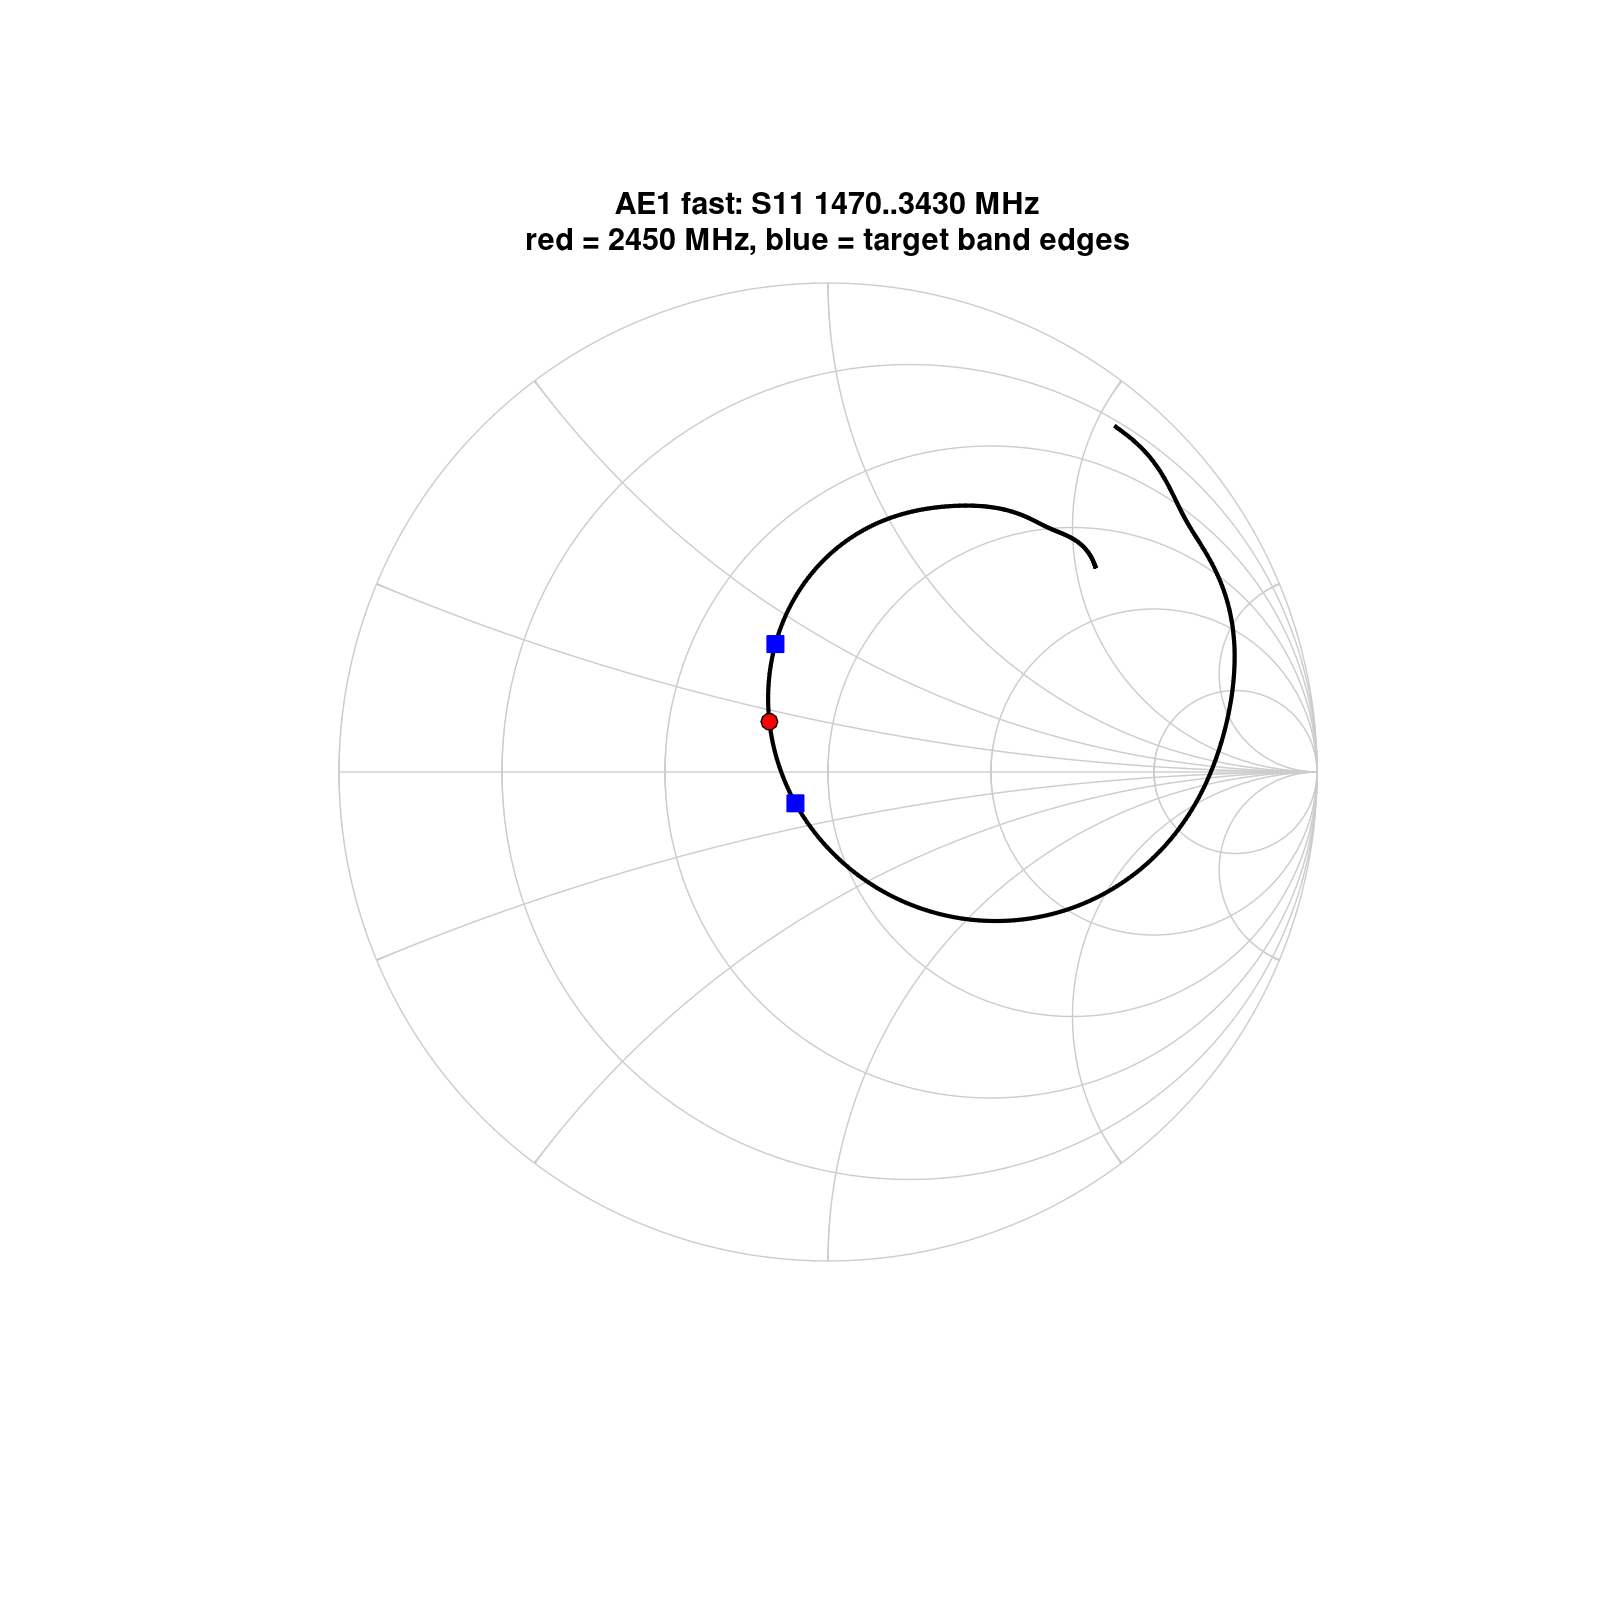 AE1 fast: S11 1470..3430 MHz
red = 2450 MHz, blue = target band edges